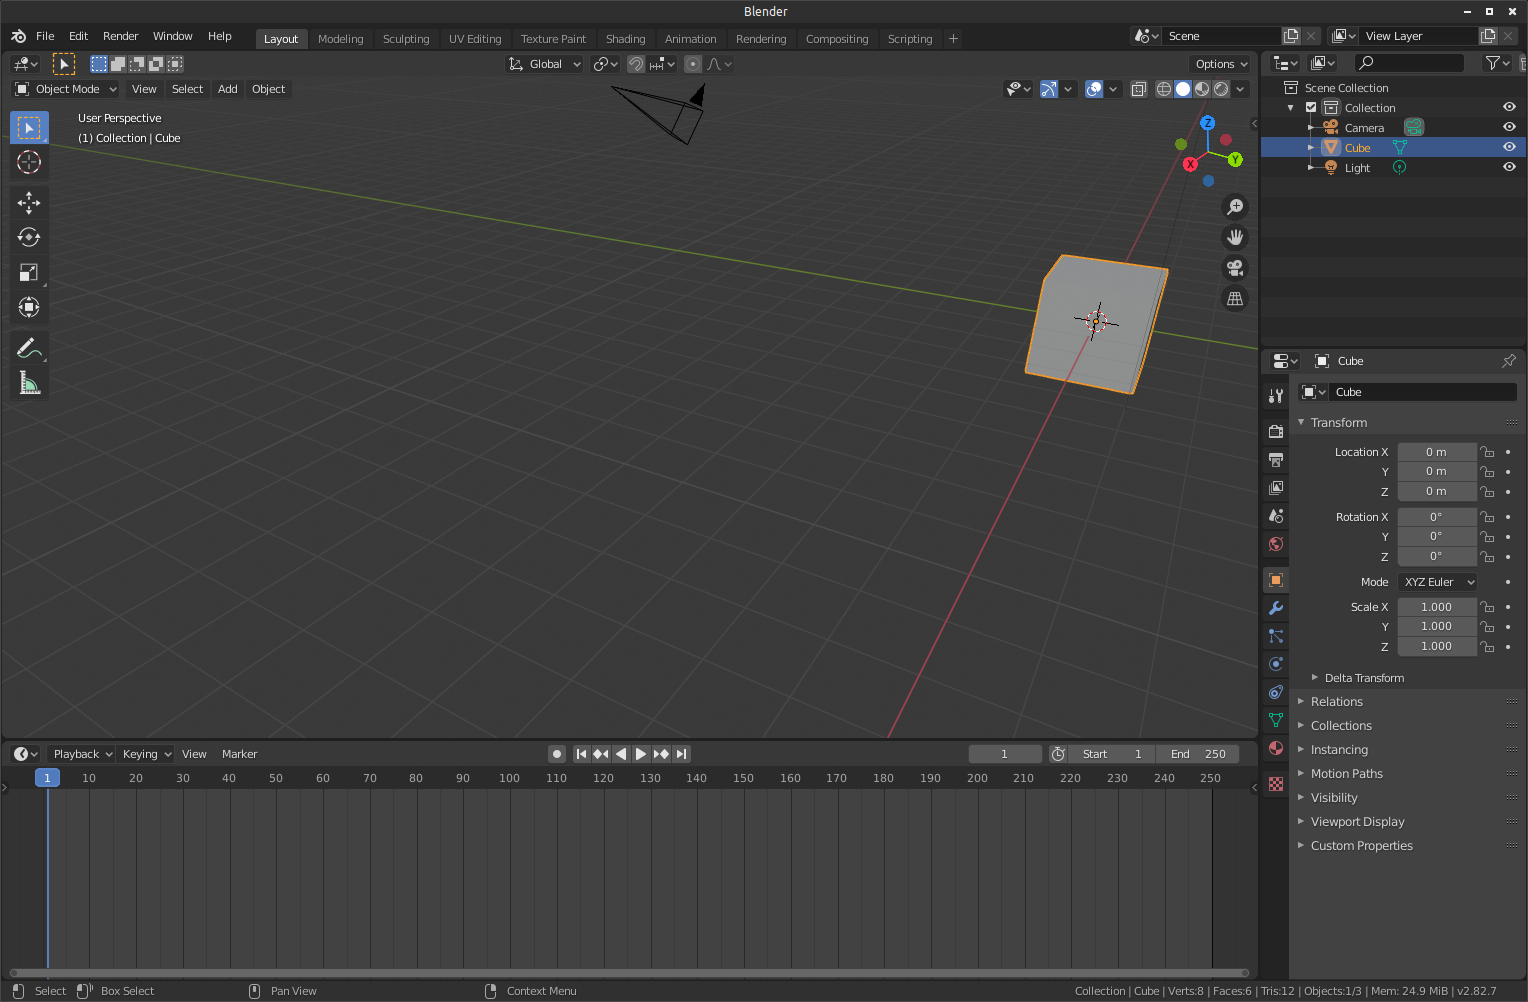 Blender
File Edit Render Window Help Layout Modeling Sculpting UV Editing Texture Paint Shading Animation Rendering Compositing Scripting + Scene View Layer
Global Options
Object Mode View Select Add Object
User Perspective
(1) Collection | Cube
Z
Y
X
Scene Collection
Collection
Camera
Cube
Light
Cube
Cube
Transform
Location X 0 m
Y 0 m
Z 0 m
Rotation X 0°
Y 0°
Z 0°
Mode XYZ Euler
Scale X 1.000
Y 1.000
Z 1.000
Delta Transform
Relations
Collections
Instancing
Motion Paths
Visibility
Viewport Display
Custom Properties
Playback Keying View Marker 1 Start 1 End 250
1 10 20 30 40 50 60 70 80 90 100 110 120 130 140 150 160 170 180 190 200 210 220 230 240 250
Select Box Select Pan View Context Menu Collection | Cube | Verts:8 | Faces:6 | Tris:12 | Objects:1/3 | Mem: 24.9 MiB | v2.82.7